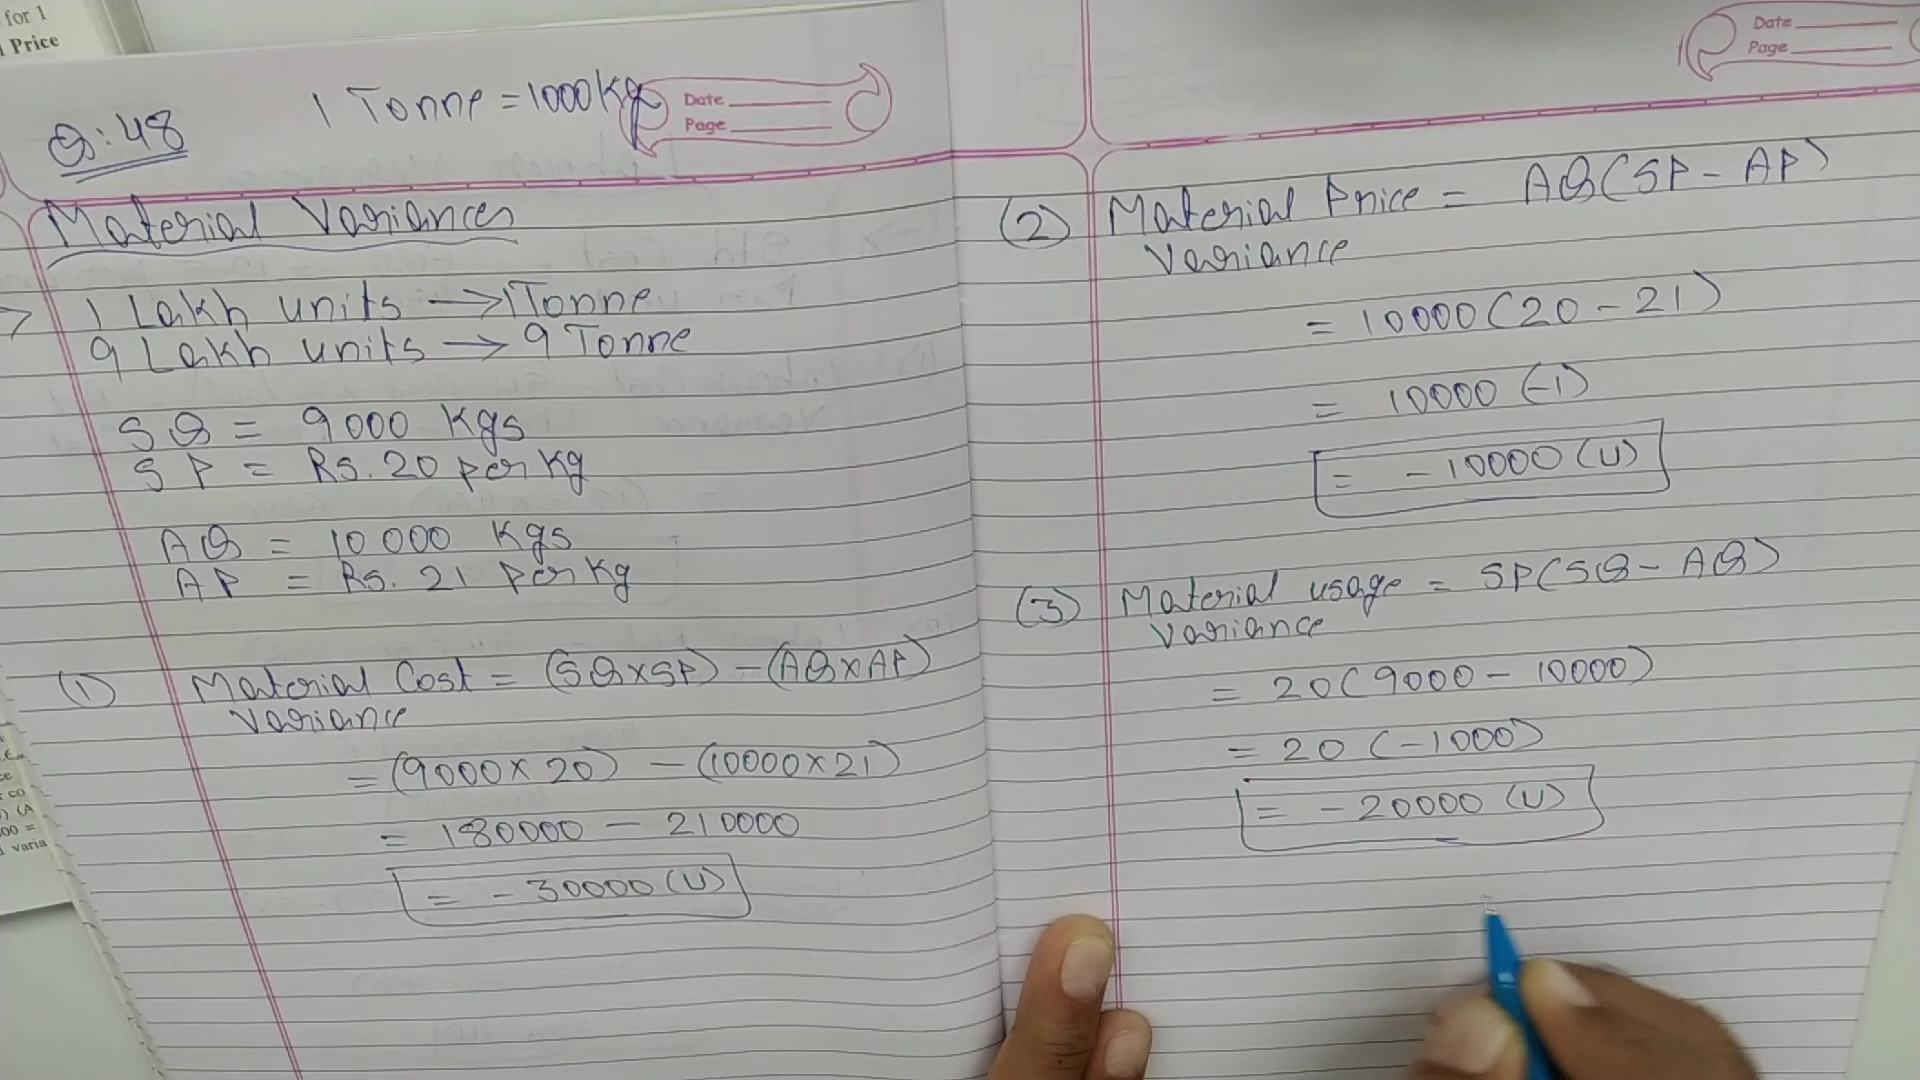 for 1
Price
Q:48
1 Tonne = 1000 Kg
Date
Page
Material Variances
1 Lakh units → 1 Tonne
9 Lakh units → 9 Tonne
SQ = 9000 Kgs
SP = Rs. 20 per Kg
AQ = 10000 Kgs
AP = Rs. 21 per Kg
(1) Material Cost = (SQ×SP) - (AQ×AP)
Variance
= (9000 × 20) - (10000 × 21)
= 180000 - 210000
= - 30000 (U)
Date
Page
(2) Material Price = AQ(SP - AP)
Variance
= 10000 (20 - 21)
= 10000 (-1)
= - 10000 (U)
(3) Material usage = SP(SQ - AQ)
Variance
= 20 (9000 - 10000)
= 20 (-1000)
= - 20000 (U)
co
(A
00 =
varia